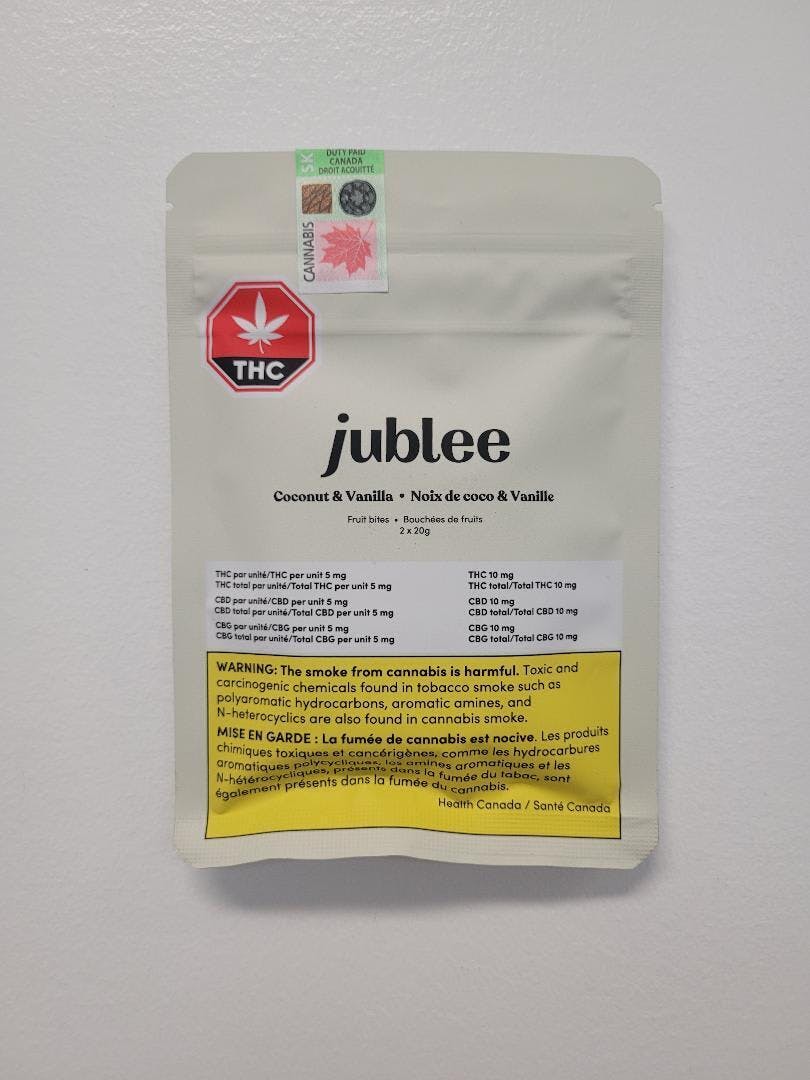 SK
DUTY PAID
CANADA
DROIT ACQUITTÉ
CANNABIS
THC
jublee
Coconut & Vanilla • Noix de coco & Vanille
Fruit bites • Bouchées de fruits
2 x 20g
THC par unité/THC per unit 5 mg THC 10 mg
THC total par unité/Total THC per unit 5 mg THC total/Total THC 10 mg
CBD par unité/CBD per unit 5 mg CBD 10 mg
CBD total par unité/Total CBD per unit 5 mg CBD total/Total CBD 10 mg
CBG par unité/CBG per unit 5 mg CBG 10 mg
CBG total par unité/Total CBG per unit 5 mg CBG total/Total CBG 10 mg
WARNING: The smoke from cannabis is harmful. Toxic and
carcinogenic chemicals found in tobacco smoke such as
polyaromatic hydrocarbons, aromatic amines, and
N-heterocyclics are also found in cannabis smoke.
MISE EN GARDE : La fumée de cannabis est nocive. Les produits
chimiques toxiques et cancérigènes, comme les hydrocarbures
aromatiques polycycliques, les amines aromatiques et les
N-hétérocycliques, présents dans la fumée du tabac, sont
également présents dans la fumée du cannabis.
Health Canada / Santé Canada